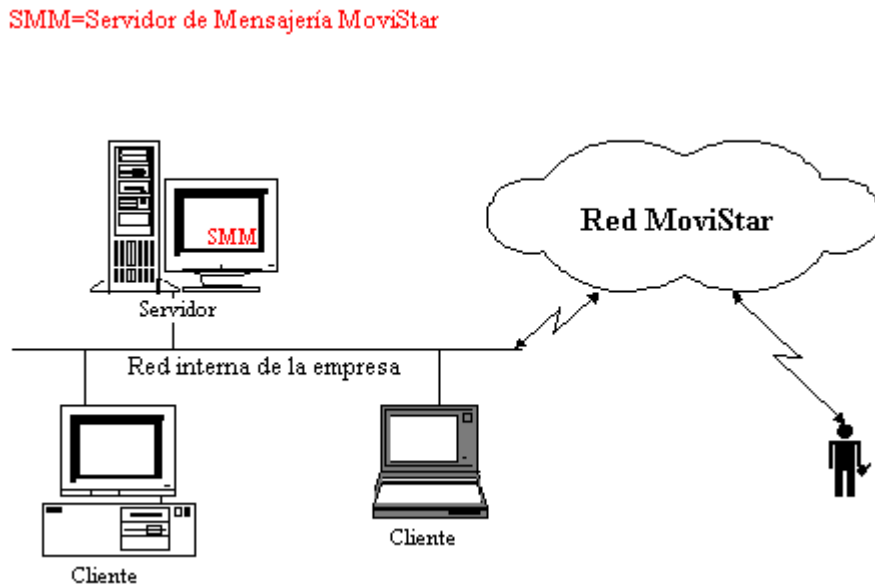 SMM=Servidor de Mensajería MoviStar
Red MoviStar
SMM
Servidor
Red interna de la empresa
Cliente
Cliente